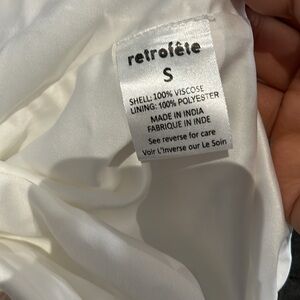 retrofête
S
SHELL: 100% VISCOSE
LINING: 100% POLYESTER
MADE IN INDIA
FABRIQUE IN INDE
See reverse for care
Voir L'inverse our Le Soin